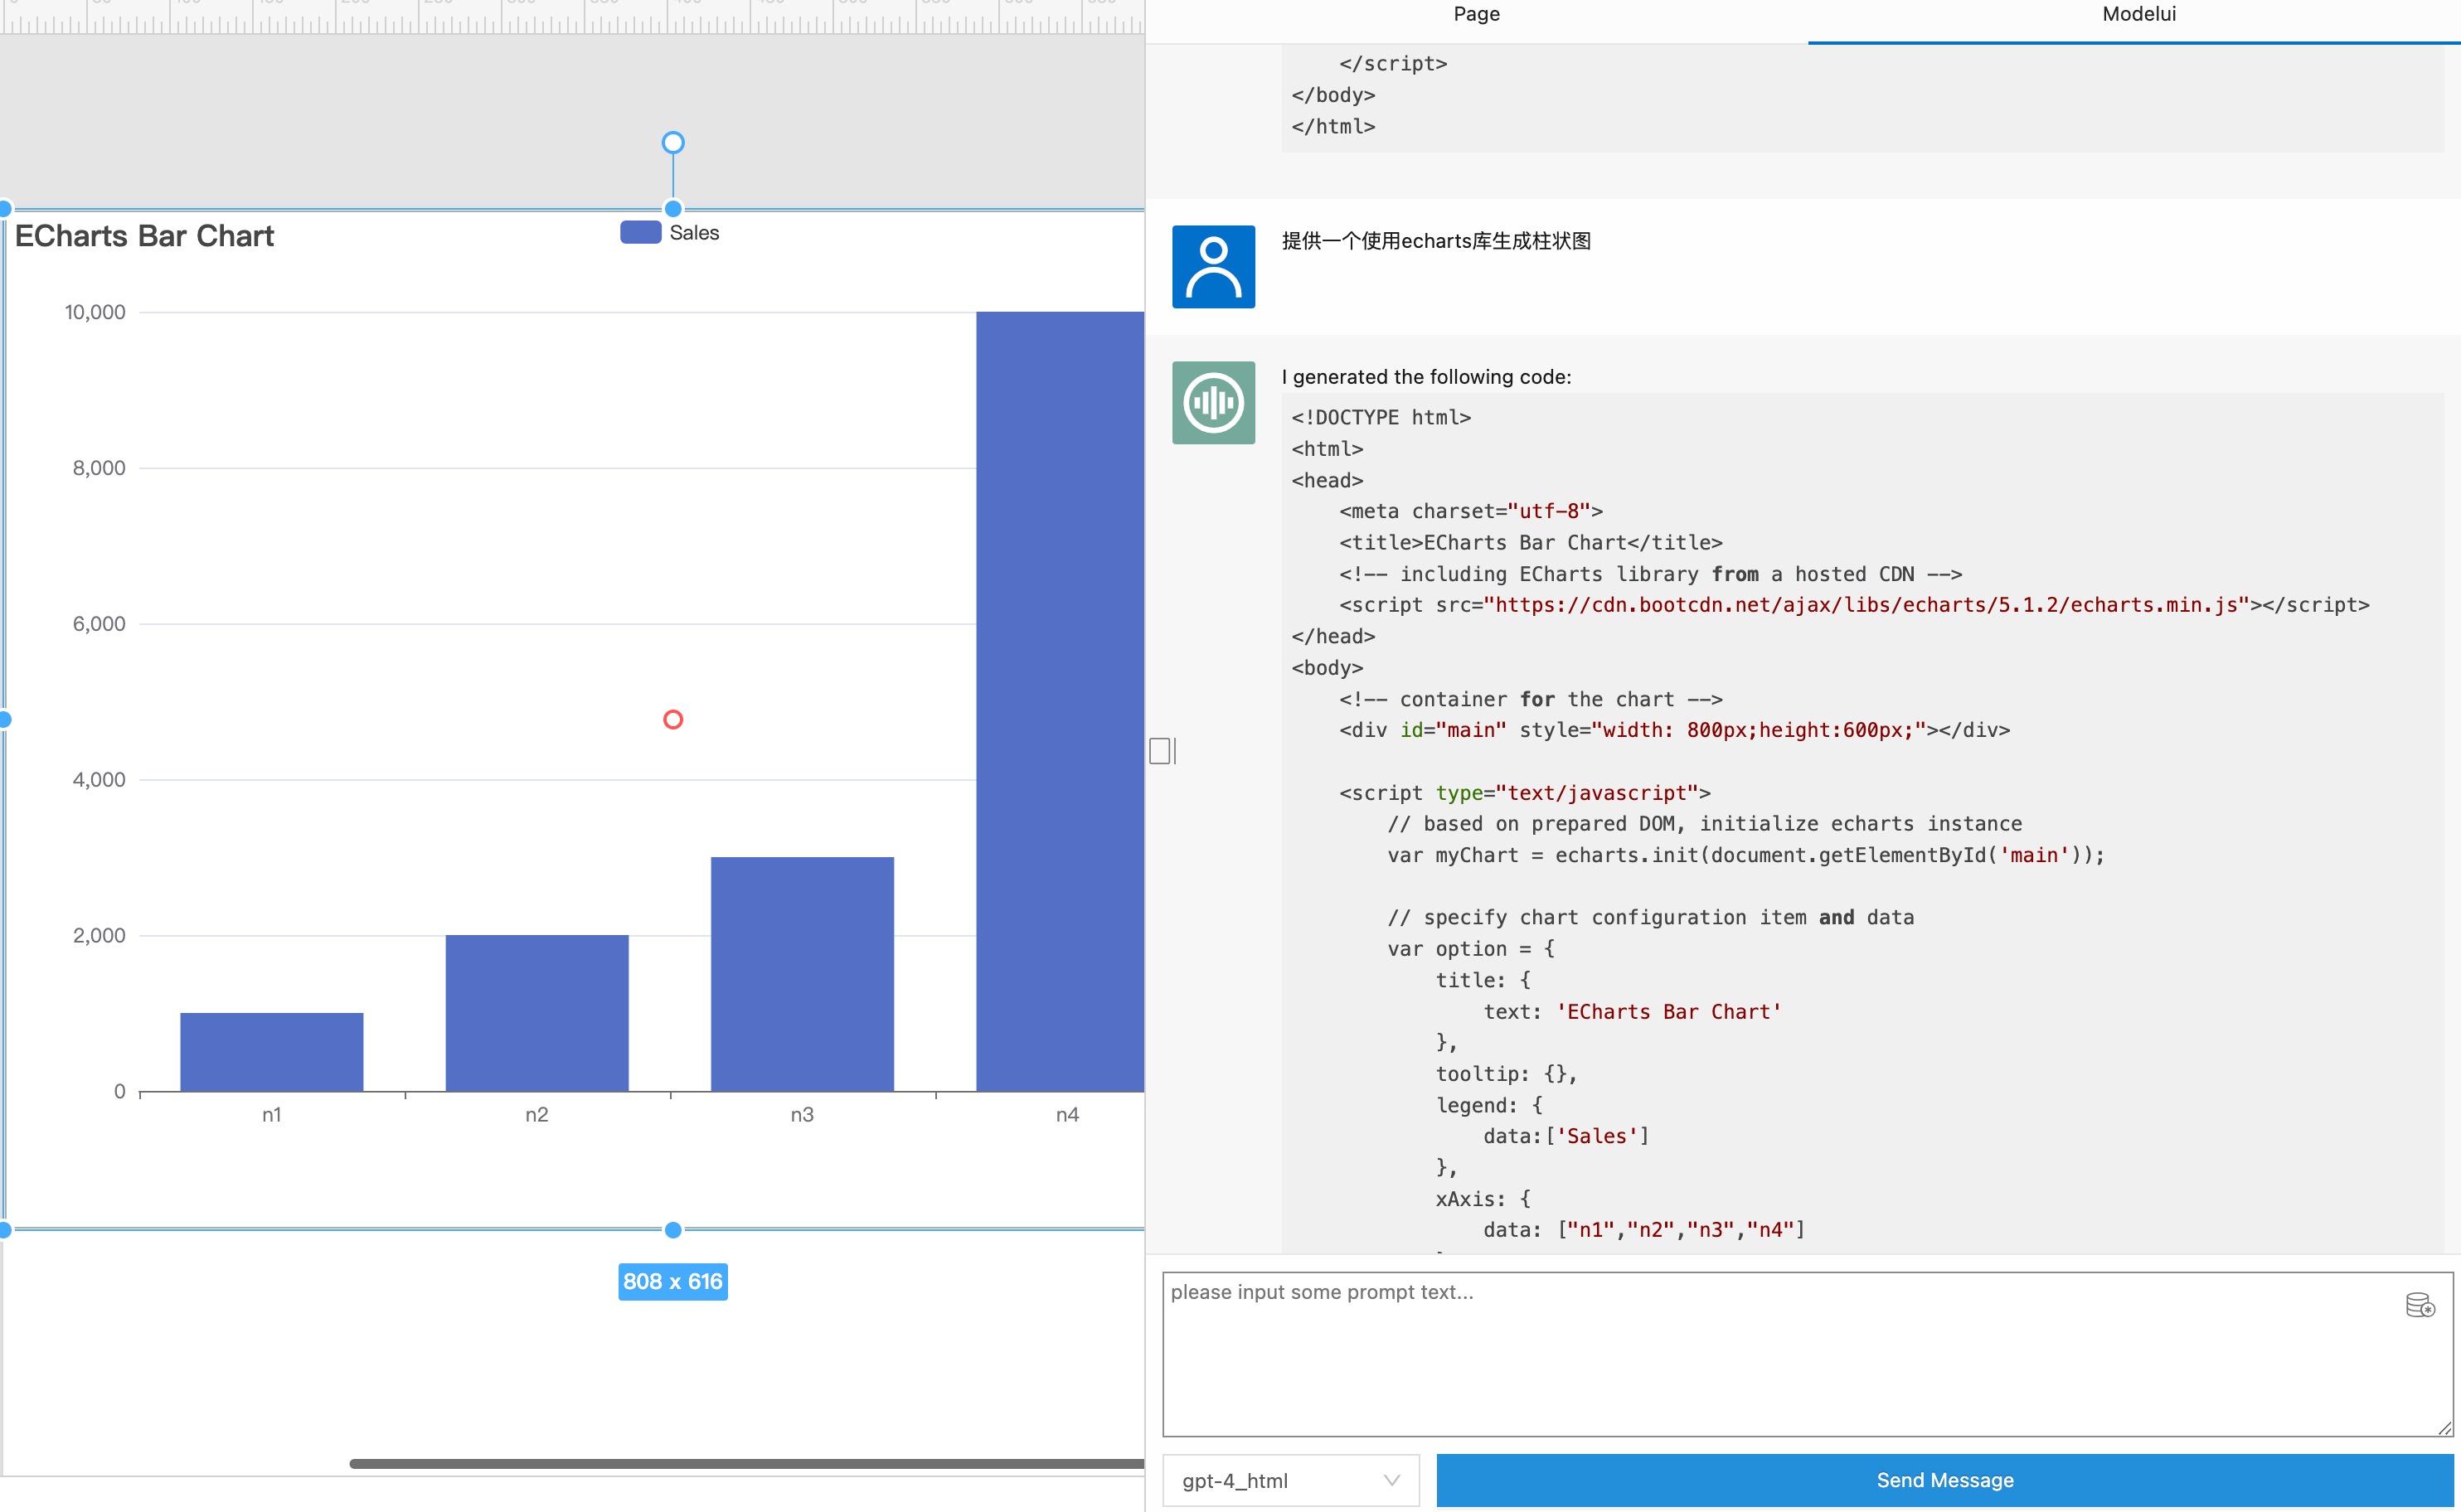 Page
Modelui
</script>
</body>
</html>
ECharts Bar Chart
Sales
10,000
8,000
6,000
4,000
2,000
0
n1
n2
n3
n4
808 x 616
提供一个使用echarts库生成柱状图
I generated the following code:
<!DOCTYPE html>
<html>
<head>
    <meta charset="utf-8">
    <title>ECharts Bar Chart</title>
    <!-- including ECharts library from a hosted CDN -->
    <script src="https://cdn.bootcdn.net/ajax/libs/echarts/5.1.2/echarts.min.js"></script>
</head>
<body>
    <!-- container for the chart -->
    <div id="main" style="width: 800px;height:600px;"></div>
    <script type="text/javascript">
        // based on prepared DOM, initialize echarts instance
        var myChart = echarts.init(document.getElementById('main'));
        // specify chart configuration item and data
        var option = {
            title: {
                text: 'ECharts Bar Chart'
            },
            tooltip: {},
            legend: {
                data:['Sales']
            },
            xAxis: {
                data: ["n1","n2","n3","n4"]
please input some prompt text...
gpt-4_html
Send Message